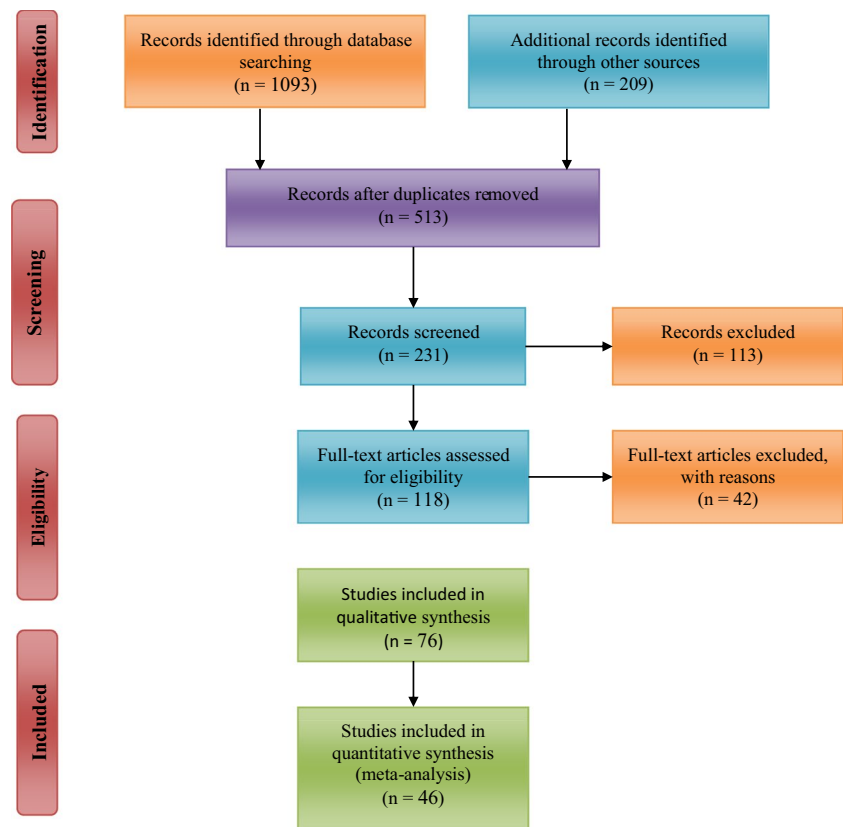 Identification
Records identified through database
searching
(n = 1093)
Additional records identified
through other sources
(n = 209)
Records after duplicates removed
(n = 513)
Screening
Records screened
(n = 231)
Records excluded
(n = 113)
Eligibility
Full-text articles assessed
for eligibility
(n = 118)
Full-text articles excluded,
with reasons
(n = 42)
Studies included in
qualitative synthesis
(n = 76)
Included
Studies included in
quantitative synthesis
(meta-analysis)
(n = 46)